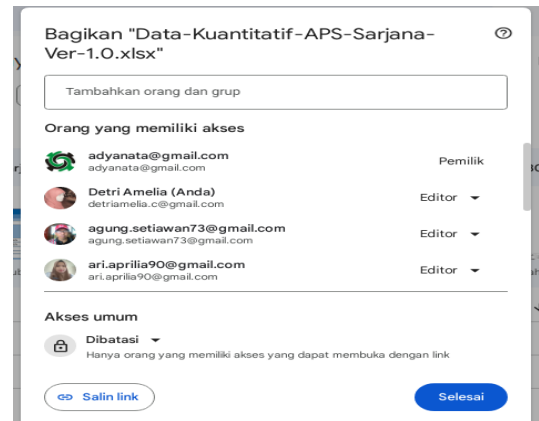 Bagikan "Data-Kuantitatif-APS-Sarjana-
Ver-1.0.xlsx"
Tambahkan orang dan grup
Orang yang memiliki akses
adyanata@gmail.com
adyanata@gmail.com
Pemilik
Detri Amelia (Anda)
detriamelia.c@gmail.com
Editor
agung.setiawan73@gmail.com
agung.setiawan73@gmail.com
Editor
ari.aprilia90@gmail.com
ari.aprilia90@gmail.com
Editor
Akses umum
Dibatasi
Hanya orang yang memiliki akses yang dapat membuka dengan link
Salin link
Selesai